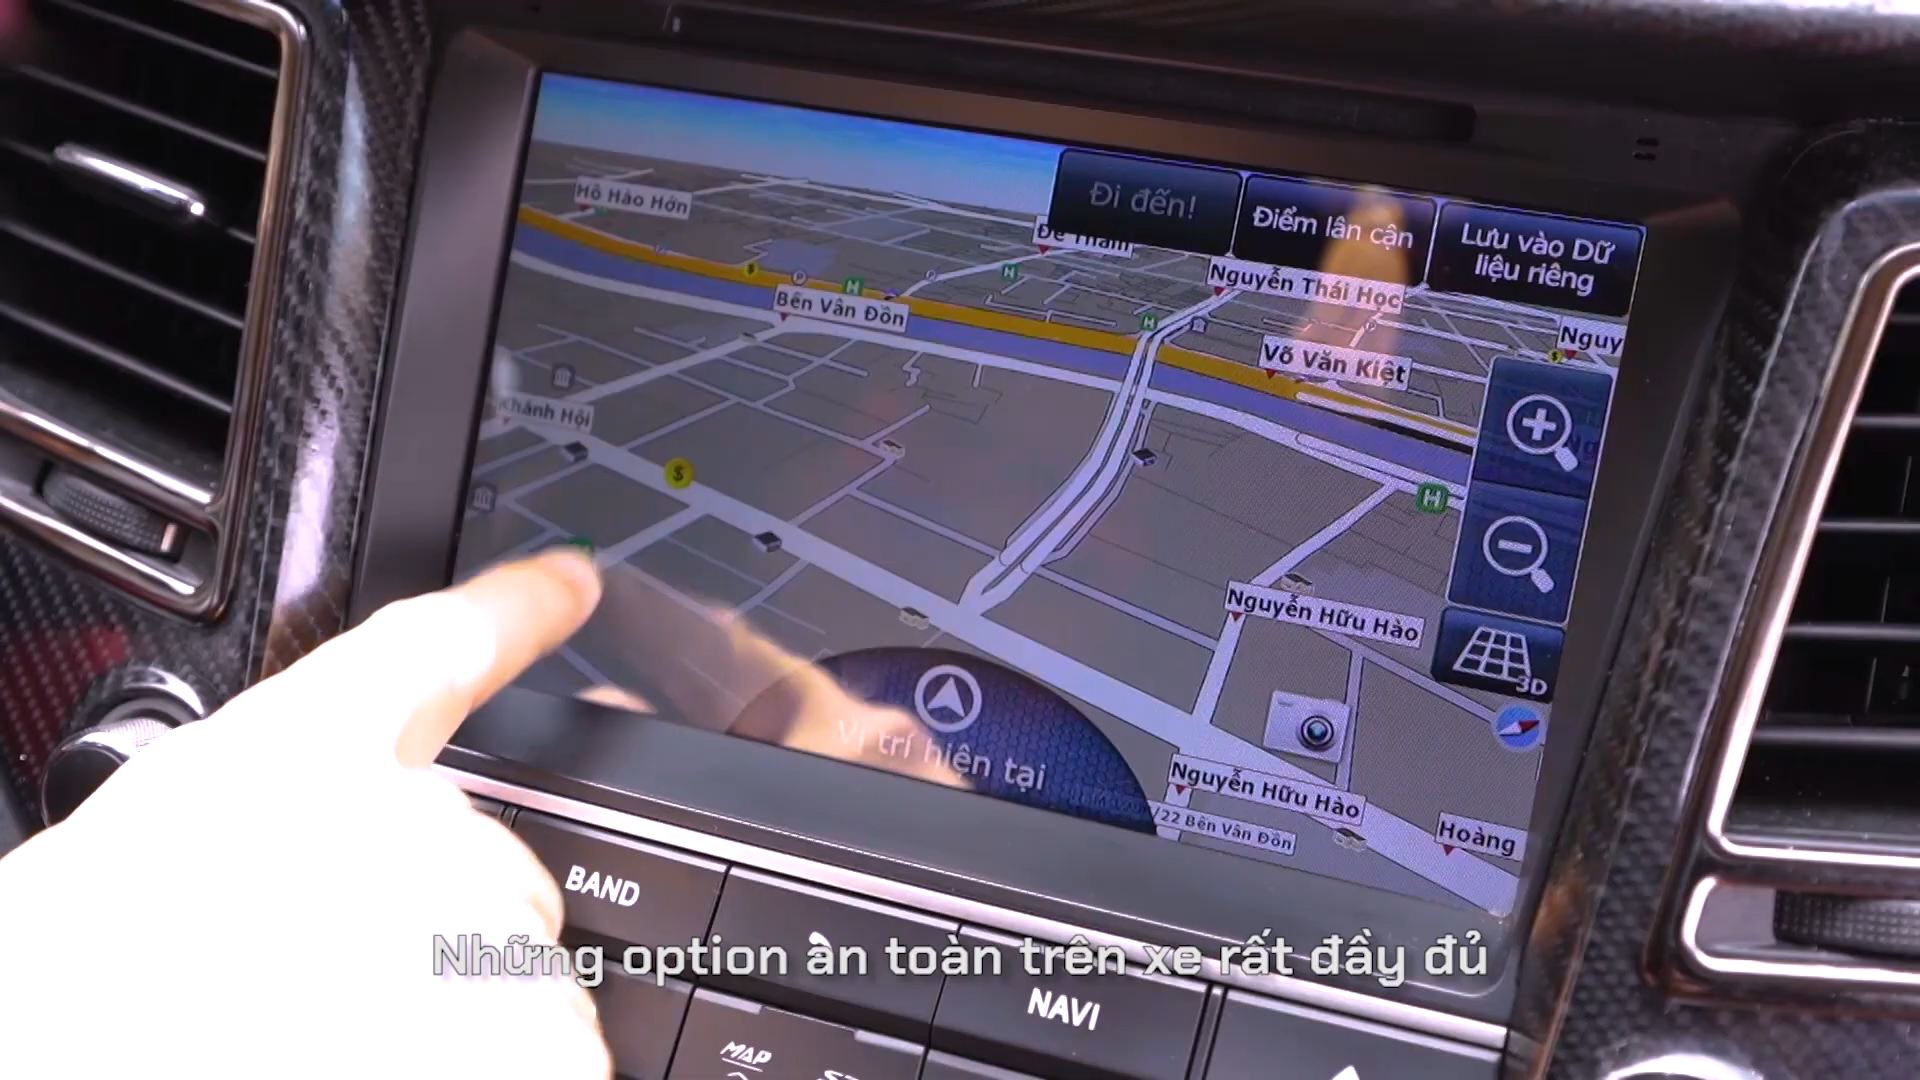 Hồ Hảo Hớn
Đề Thám
Đi đến!
Điểm lân cận
Lưu vào Dữ
liệu riêng
Nguyễn Thái Học
Bến Vân Đồn
Võ Văn Kiệt
Nguy
Khánh Hội
H
H
H
H
$
Nguyễn Hữu Hào
3D
Vị trí hiện tại
Nguyễn Hữu Hào
/22 Bến Vân Đồn
Hoàng
BAND
Những option an toàn trên xe rất đầy đủ
NAVI
MAP